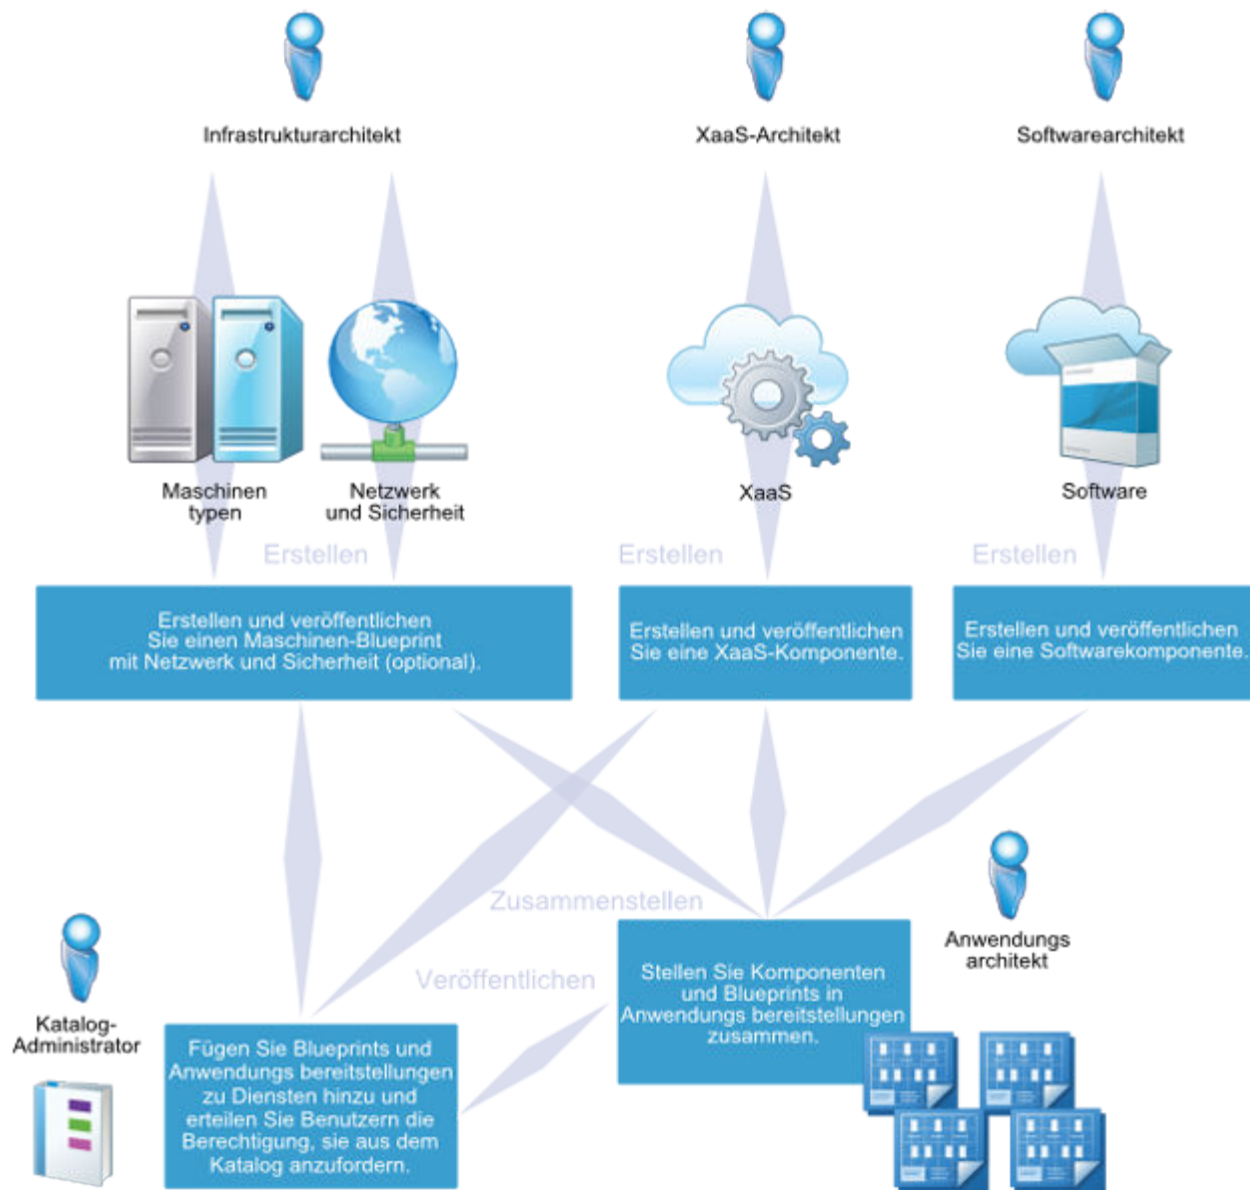 Infrastrukturarchitekt
XaaS-Architekt
Softwarearchitekt
Maschinen
typen
Netzwerk
und Sicherheit
XaaS
Software
Erstellen
Erstellen
Erstellen
Erstellen und veröffentlichen
Sie einen Maschinen-Blueprint
mit Netzwerk und Sicherheit (optional).
Erstellen und veröffentlichen
Sie eine XaaS-Komponente.
Erstellen und veröffentlichen
Sie eine Softwarekomponente.
Zusammenstellen
Veröffentlichen
Anwendungs
architekt
Stellen Sie Komponenten
und Blueprints in
Anwendungs bereitstellungen
zusammen.
Katalog-
Administrator
Fügen Sie Blueprints und
Anwendungs bereitstellungen
zu Diensten hinzu und
erteilen Sie Benutzern die
Berechtigung, sie aus dem
Katalog anzufordern.